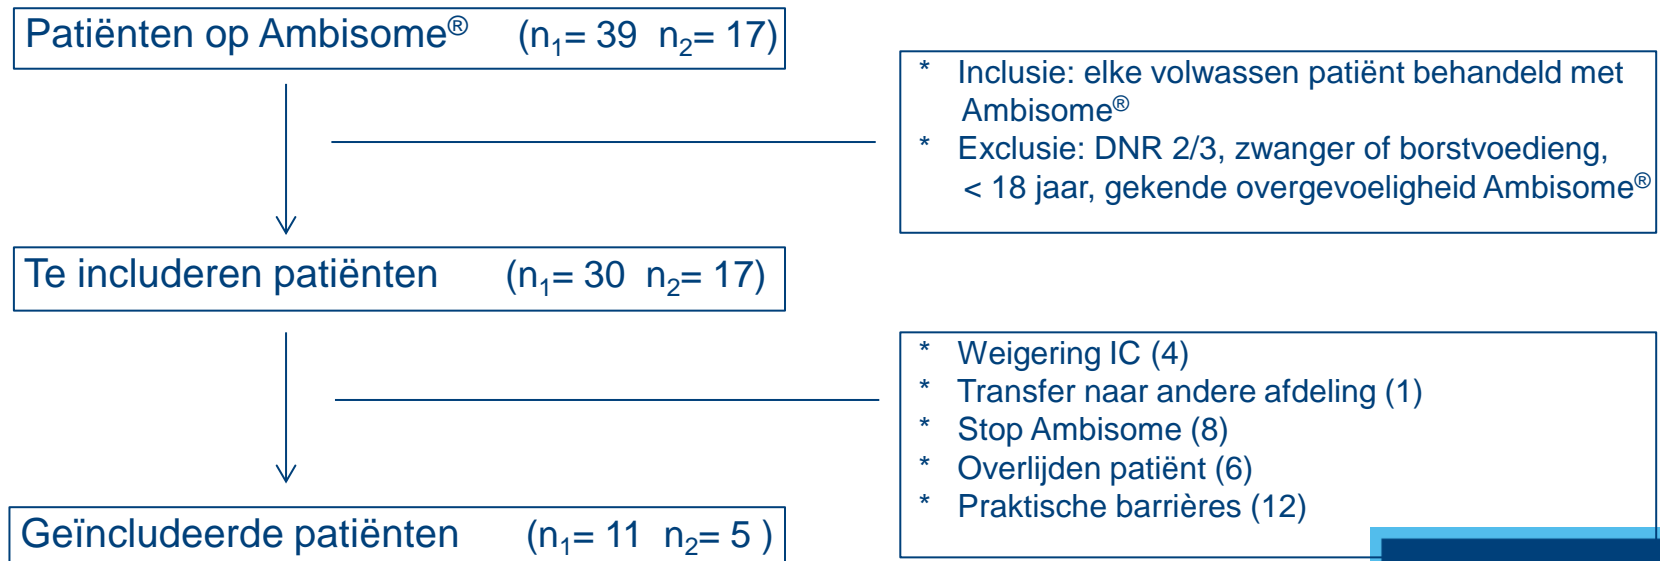 Patiënten op Ambisome® (n₁= 39 n₂= 17)
* Inclusie: elke volwassen patiënt behandeld met
Ambisome®
* Exclusie: DNR 2/3, zwanger of borstvoedieng,
< 18 jaar, gekende overgevoeligheid Ambisome®
Te includeren patiënten (n₁= 30 n₂= 17)
* Weigering IC (4)
* Transfer naar andere afdeling (1)
* Stop Ambisome (8)
* Overlijden patiënt (6)
* Praktische barrières (12)
Geïncludeerde patiënten (n₁= 11 n₂= 5 )